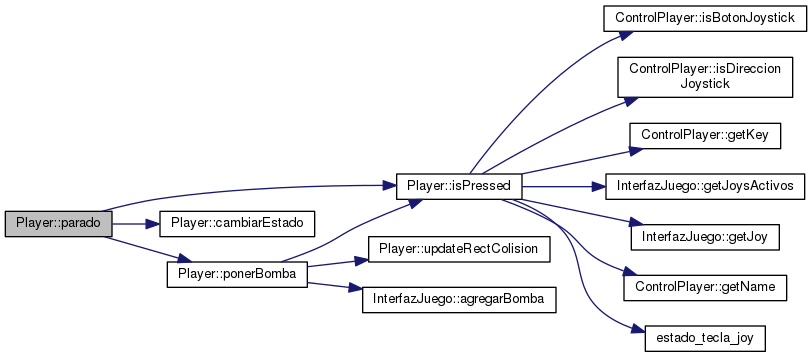 ControlPlayer::isBotonJoystick
ControlPlayer::isDireccion
Joystick
ControlPlayer::getKey
Player::isPressed
InterfazJuego::getJoysActivos
Player::parado
Player::cambiarEstado
InterfazJuego::getJoy
Player::updateRectColision
Player::ponerBomba
ControlPlayer::getName
InterfazJuego::agregarBomba
estado_tecla_joy